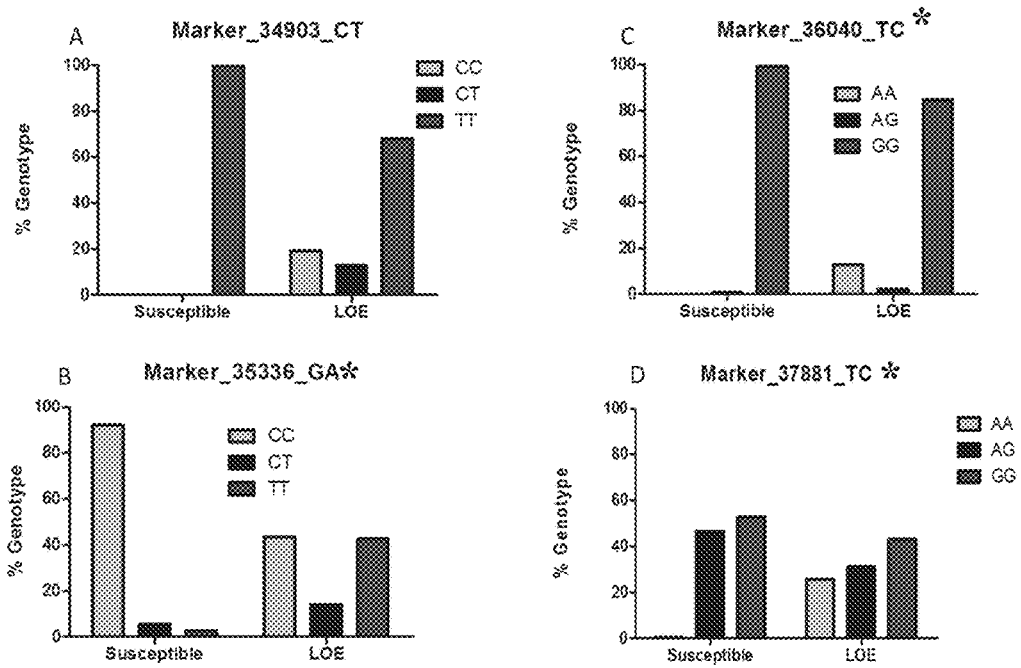 A
Marker_34903_CT
% Genotype
100
80
60
40
20
0
CC
CT
TT
Susceptible
LOE
C
Marker_36040_TC *
% Genotype
100
80
60
40
20
0
AA
AG
GG
Susceptible
LOE
B
Marker_35336_GA*
% Genotype
100
80
60
40
20
0
CC
CT
TT
Susceptible
LOE
D
Marker_37881_TC *
% Genotype
100
80
60
40
20
0
AA
AG
GG
Susceptible
LOE